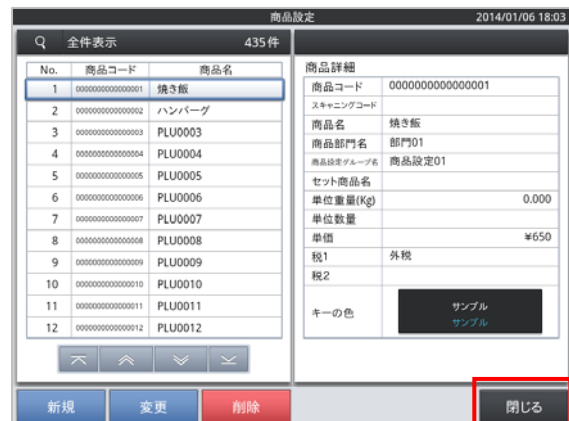 商品設定 2014/01/06 18:03
全件表示 435件
No. 商品コード 商品名
1 0000000000000001 焼き飯
2 0000000000000002 ハンバーグ
3 0000000000000003 PLU0003
4 0000000000000004 PLU0004
5 0000000000000005 PLU0005
6 0000000000000006 PLU0006
7 0000000000000007 PLU0007
8 0000000000000008 PLU0008
9 0000000000000009 PLU0009
10 0000000000000010 PLU0010
11 0000000000000011 PLU0011
12 0000000000000012 PLU0012
商品詳細
商品コード 0000000000000001
スキャニングコード
商品名 焼き飯
商品部門名 部門01
商品設定グループ名 商品設定01
セット商品名
単位重量(Kg) 0.000
単位数量
単価 ¥650
税1 外税
税2
キーの色 サンプル
サンプル
新規 変更 削除 閉じる